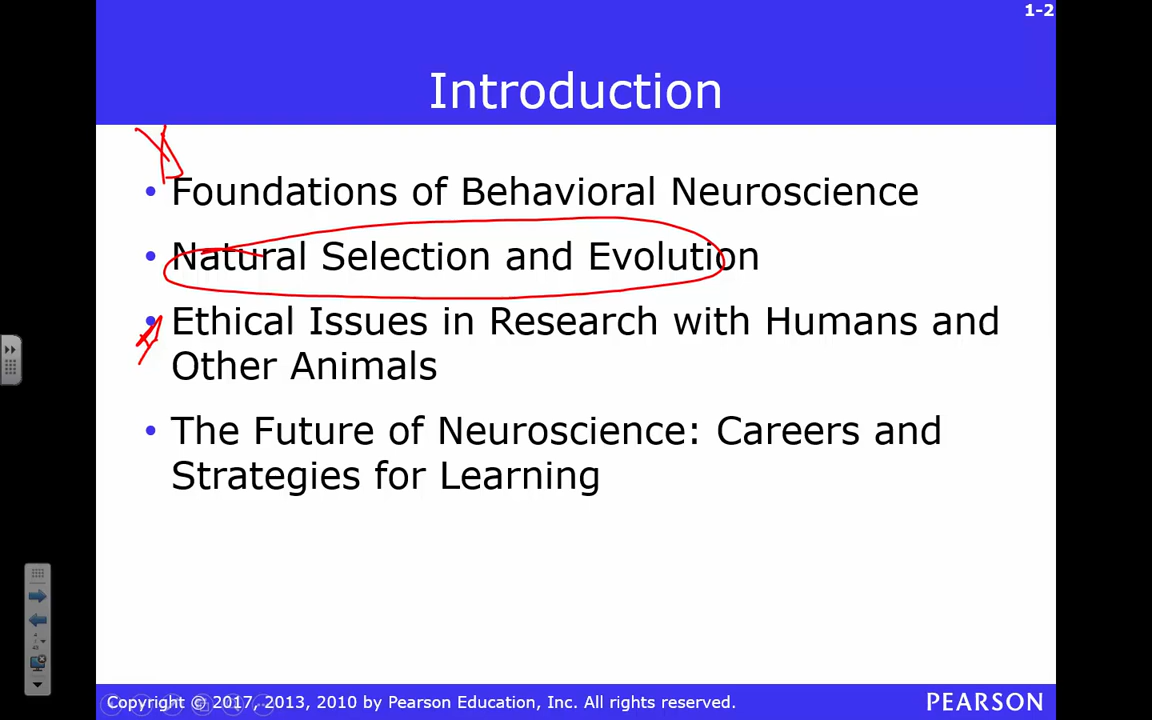 1-2
Introduction
• Foundations of Behavioral Neuroscience
• Natural Selection and Evolution
• Ethical Issues in Research with Humans and
Other Animals
• The Future of Neuroscience: Careers and
Strategies for Learning
Copyright © 2017, 2013, 2010 by Pearson Education, Inc. All rights reserved.
PEARSON